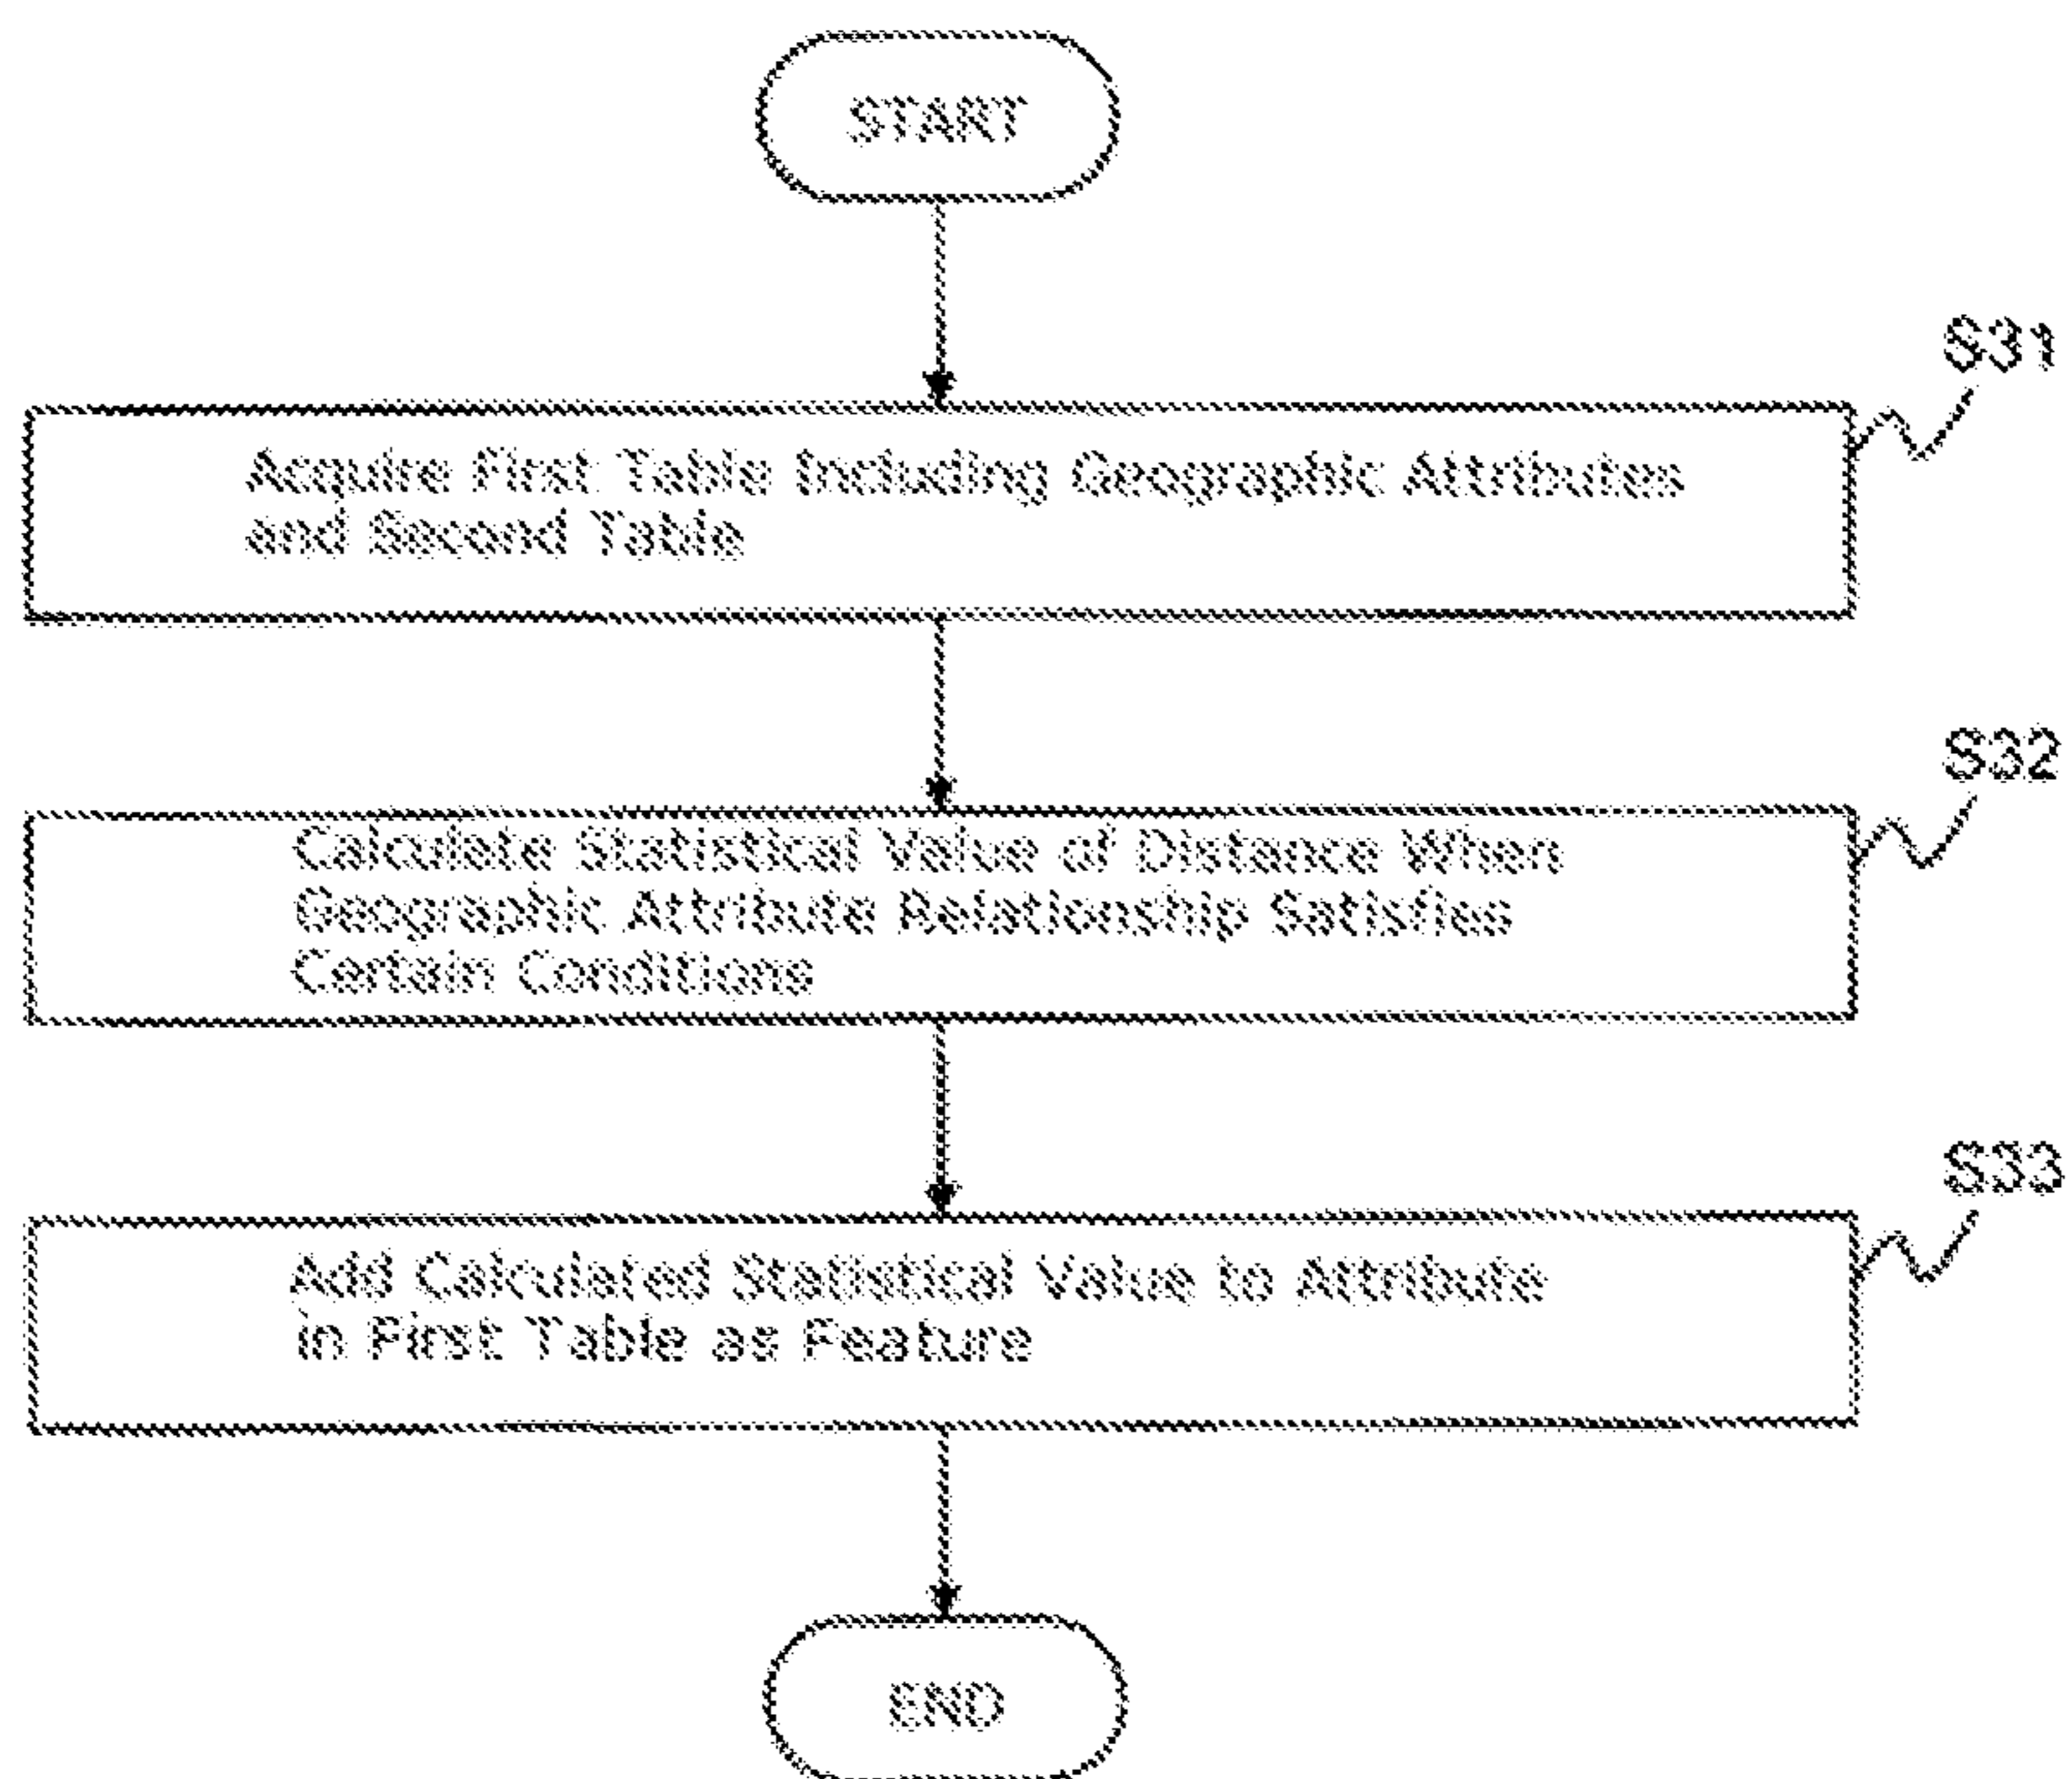 START
S31
Acquire First Table Including Geographic Attributes
and Second Table
S32
Calculate Statistical Value of Distance When
Geographic Attribute Relationship Satisfies
Certain Conditions
S33
Add Calculated Statistical Value to Attribute
in First Table as Feature
END